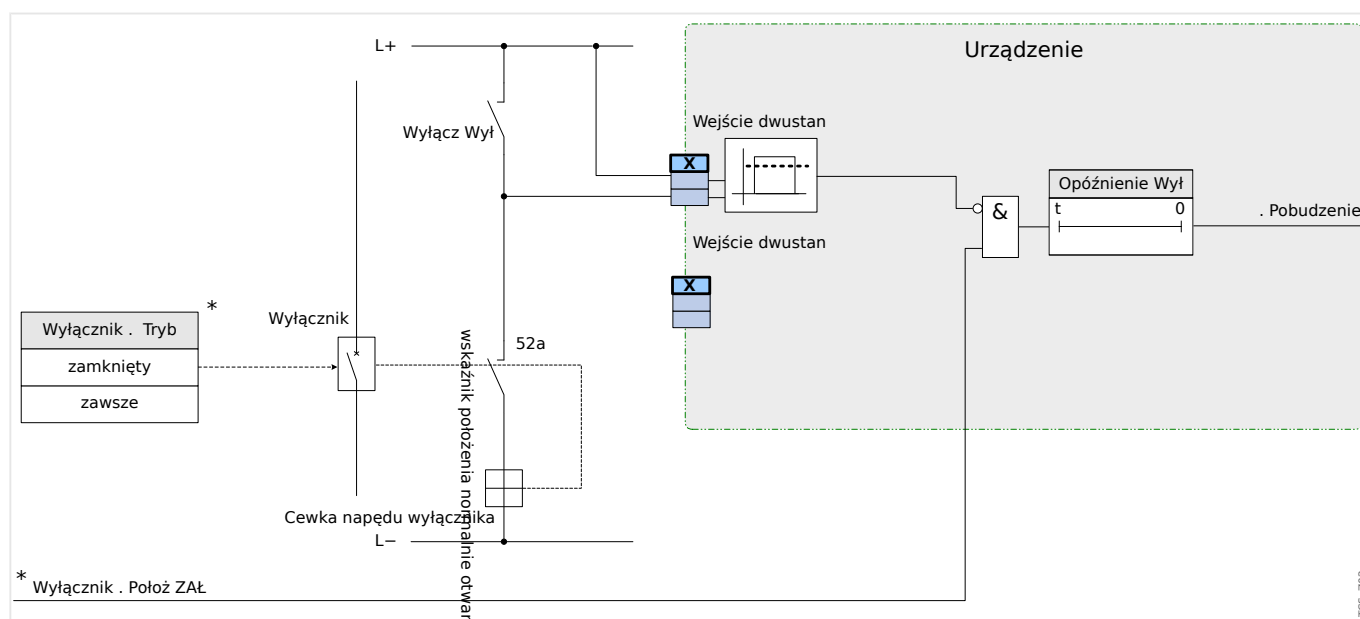 L+
Urządzenie
Wyłącz Wył
Wejście dwustan
X
Opóźnienie Wył
t 0
&
. Pobudzenie
Wejście dwustan
X
*
Wyłącznik . Tryb
zamknięty
zawsze
Wyłącznik
52a
wskaźnik położenia normalnie otwar
Cewka napędu wyłącznika
L−
* Wyłącznik . Położ ZAŁ